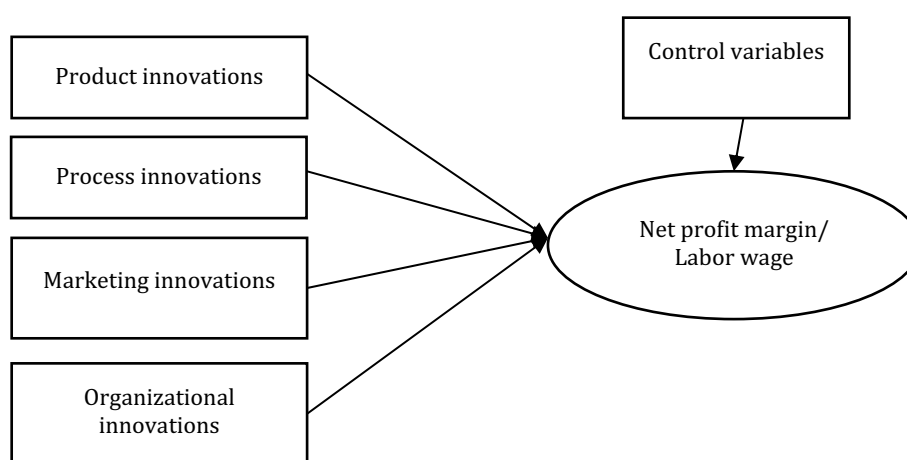 Product innovations
Process innovations
Marketing innovations
Organizational
innovations
Control variables
Net profit margin/
Labor wage